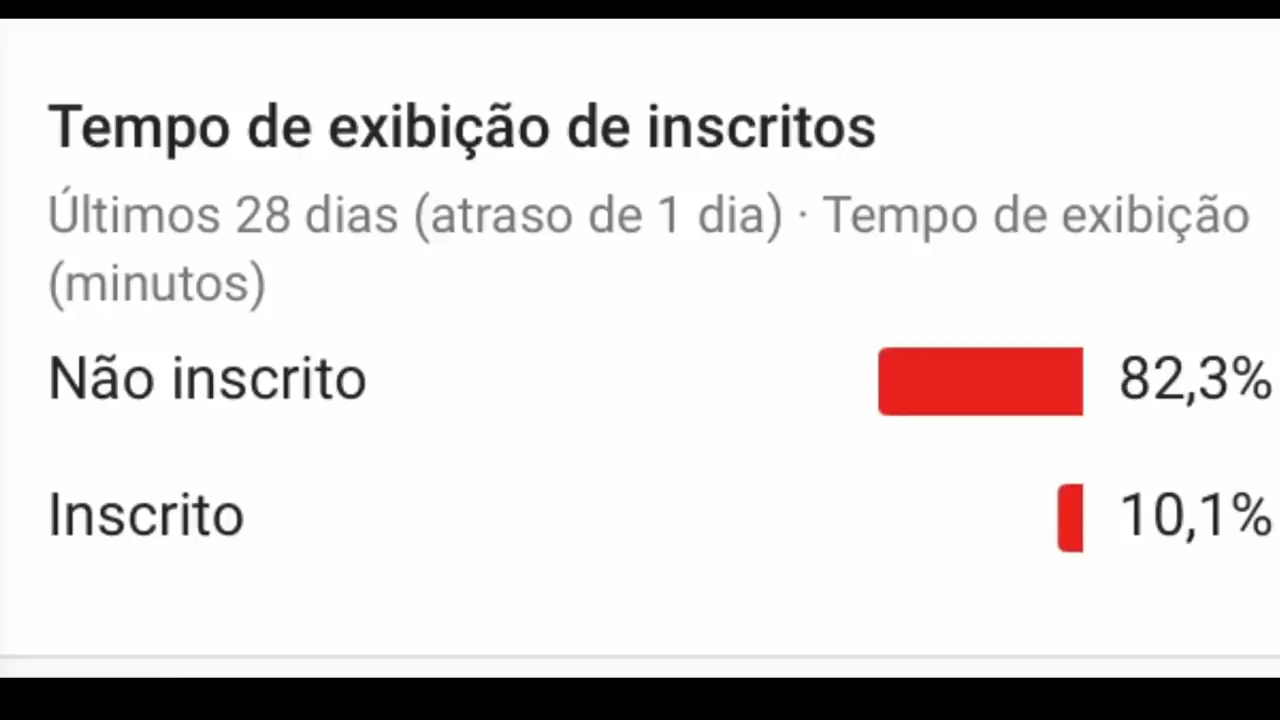 Tempo de exibição de inscritos
Últimos 28 dias (atraso de 1 dia) · Tempo de exibição
(minutos)
Não inscrito 82,3%
Inscrito 10,1%